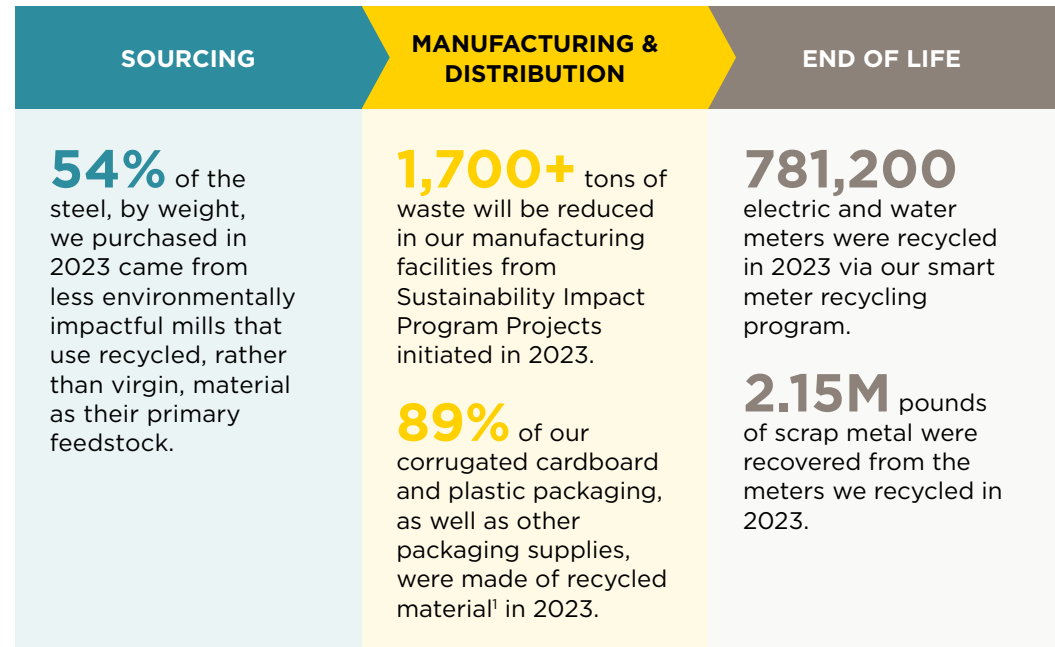 SOURCING
54% of the
steel, by weight,
we purchased in
2023 came from
less environmentally
impactful mills that
use recycled, rather
than virgin, material
as their primary
feedstock.
MANUFACTURING &
DISTRIBUTION
1,700+ tons of
waste will be reduced
in our manufacturing
facilities from
Sustainability Impact
Program Projects
initiated in 2023.
89% of our
corrugated cardboard
and plastic packaging,
as well as other
packaging supplies,
were made of recycled
material¹ in 2023.
END OF LIFE
781,200
electric and water
meters were recycled
in 2023 via our smart
meter recycling
program.
2.15M pounds
of scrap metal were
recovered from the
meters we recycled in
2023.